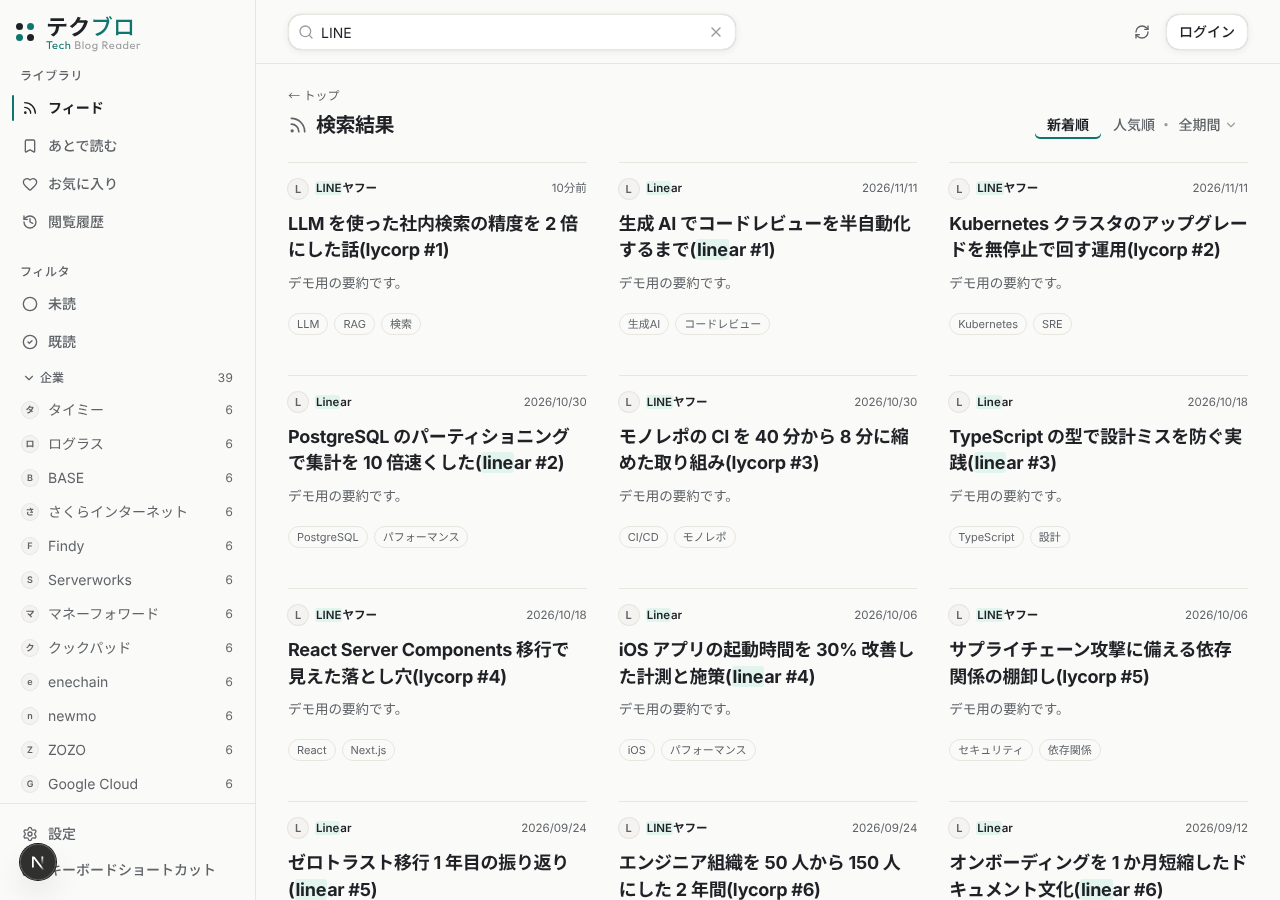 テクブロ
Tech Blog Reader
ライブラリ
フィード
あとで読む
お気に入り
閲覧履歴
フィルタ
未読
既読
企業 39
タ タイミー 6
ロ ログラス 6
B BASE 6
さ さくらインターネット 6
F Findy 6
S Serverworks 6
マ マネーフォワード 6
ク クックパッド 6
e enechain 6
n newmo 6
Z ZOZO 6
G Google Cloud 6
設定
N
キーボードショートカット
LINE
ログイン
← トップ
検索結果
新着順 人気順 • 全期間
L LINEヤフー 10分前
LLM を使った社内検索の精度を 2 倍
にした話(lycorp #1)
デモ用の要約です。
LLM RAG 検索
L Linear 2026/11/11
生成 AI でコードレビューを半自動化
するまで(linear #1)
デモ用の要約です。
生成AI コードレビュー
L LINEヤフー 2026/11/11
Kubernetes クラスタのアップグレー
ドを無停止で回す運用(lycorp #2)
デモ用の要約です。
Kubernetes SRE
L Linear 2026/10/30
PostgreSQL のパーティショニング
で集計を 10 倍速くした(linear #2)
デモ用の要約です。
PostgreSQL パフォーマンス
L LINEヤフー 2026/10/30
モノレポの CI を 40 分から 8 分に縮
めた取り組み(lycorp #3)
デモ用の要約です。
CI/CD モノレポ
L Linear 2026/10/18
TypeScript の型で設計ミスを防ぐ実
践(linear #3)
デモ用の要約です。
TypeScript 設計
L LINEヤフー 2026/10/18
React Server Components 移行で
見えた落とし穴(lycorp #4)
デモ用の要約です。
React Next.js
L Linear 2026/10/06
iOS アプリの起動時間を 30% 改善し
た計測と施策(linear #4)
デモ用の要約です。
iOS パフォーマンス
L LINEヤフー 2026/10/06
サプライチェーン攻撃に備える依存
関係の棚卸し(lycorp #5)
デモ用の要約です。
セキュリティ 依存関係
L Linear 2026/09/24
ゼロトラスト移行 1 年目の振り返り
(linear #5)
L LINEヤフー 2026/09/24
エンジニア組織を 50 人から 150 人
にした 2 年間(lycorp #6)
L Linear 2026/09/12
オンボーディングを 1 か月短縮したド
キュメント文化(linear #6)